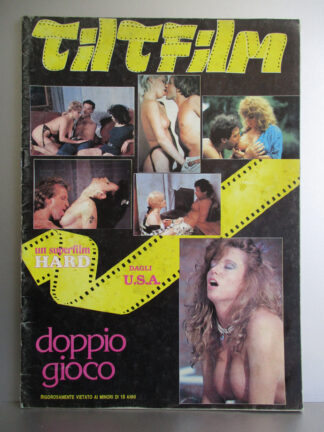 TILTFILM
un superfilm
HARD
DAGLI
U.S.A.
doppio
gioco
RIGOROSAMENTE VIETATO AI MINORI DI 18 ANNI